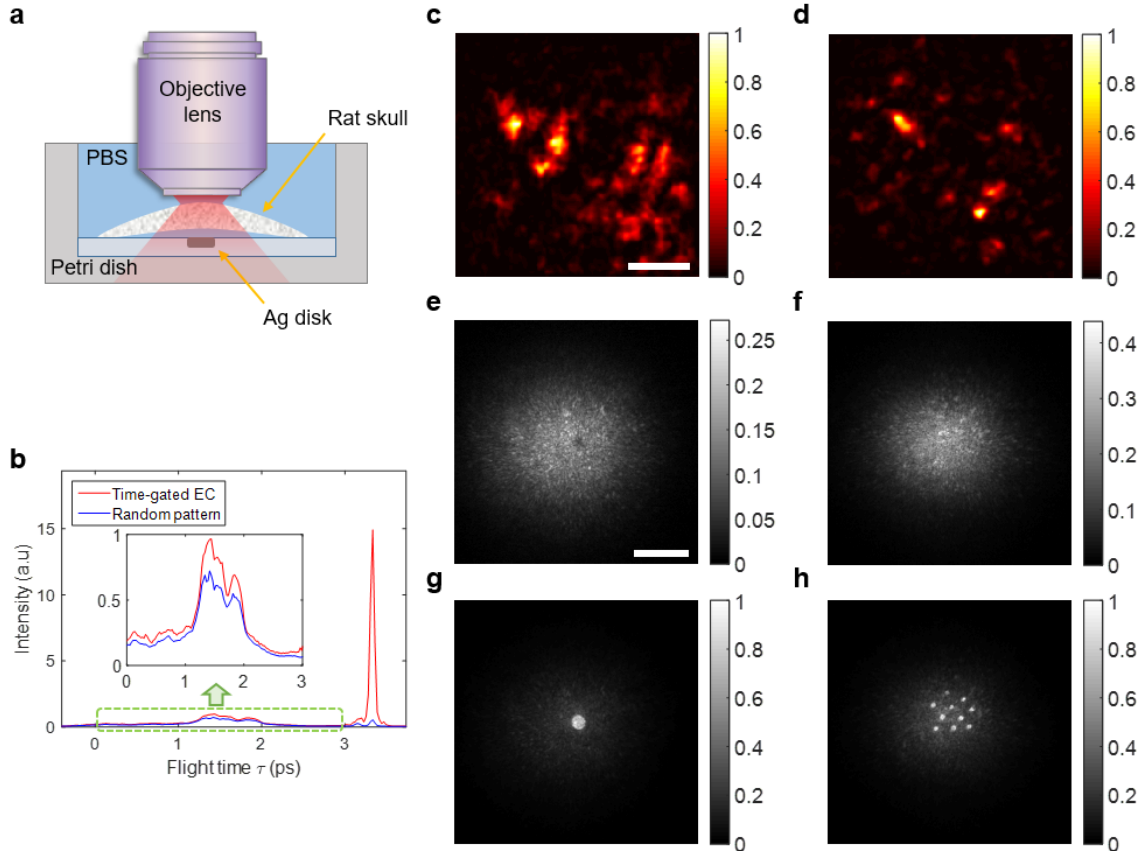 a
Objective
lens
Rat skull
PBS
Petri dish
Ag disk
b
Time-gated EC
Random pattern
Intensity (a.u)
15
10
5
0
1
0.5
0
0 1 2 3
0 1 2 3
Flight time τ (ps)
c
1
0.8
0.6
0.4
0.2
0
d
1
0.8
0.6
0.4
0.2
0
e
0.25
0.2
0.15
0.1
0.05
0
f
0.4
0.3
0.2
0.1
0
g
1
0.8
0.6
0.4
0.2
0
h
1
0.8
0.6
0.4
0.2
0